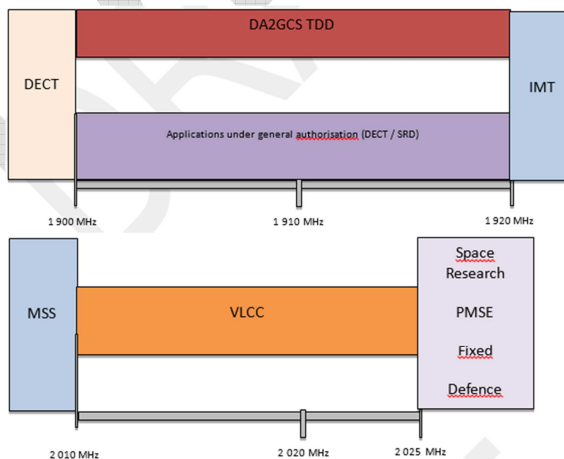 DA2GCS TDD
DECT
IMT
Applications under general authorisation (DECT / SRD)
1 900 MHz
1 910 MHz
1 920 MHz
Space
Research
MSS
VLCC
PMSE
Fixed
Defence
2 010 MHz
2 020 MHz
2 025 MHz